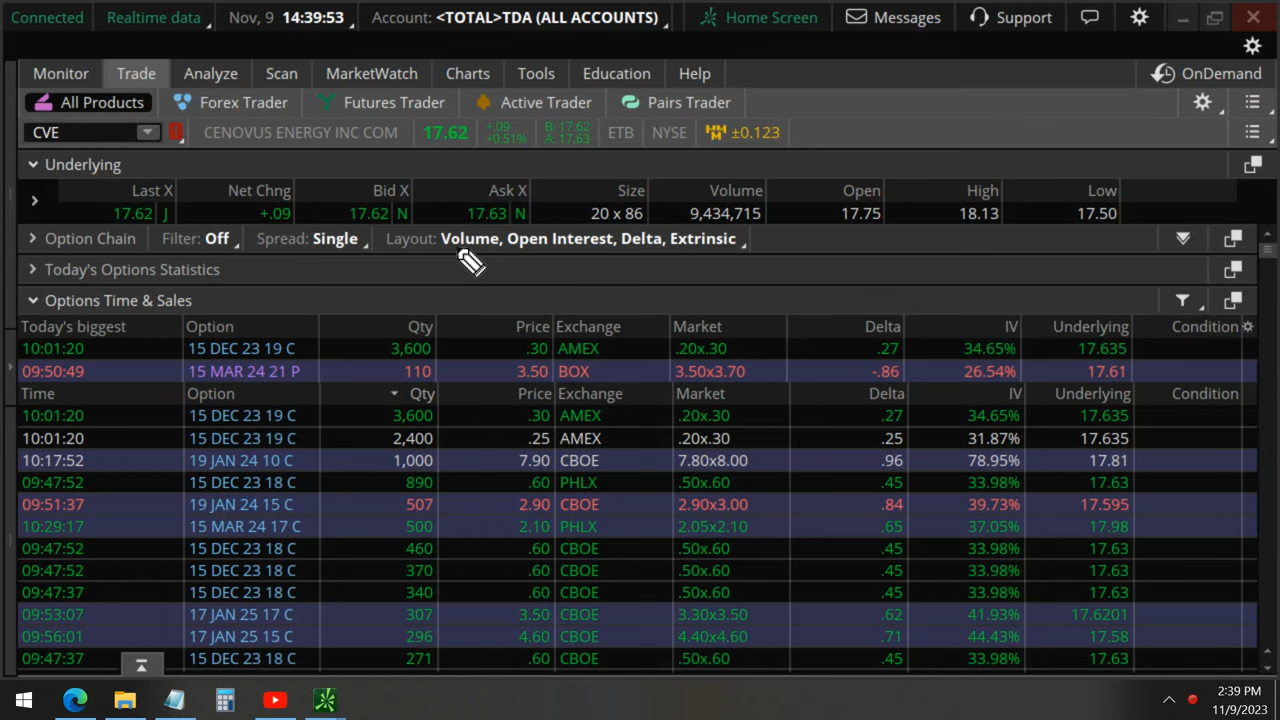 Connected Realtime data Nov, 9 14:39:53 Account: <TOTAL>TDA (ALL ACCOUNTS) Home Screen Messages Support
Monitor Trade Analyze Scan MarketWatch Charts Tools Education Help OnDemand
All Products Forex Trader Futures Trader Active Trader Pairs Trader
CVE CENOVUS ENERGY INC COM 17.62 +.09 +0.51% B: 17.62 A: 17.63 ETB NYSE ±0.123
Underlying
Last X Net Chng Bid X Ask X Size Volume Open High Low
17.62 J +.09 17.62 N 17.63 N 20 x 86 9,434,715 17.75 18.13 17.50
Option Chain Filter: Off Spread: Single Layout: Volume, Open Interest, Delta, Extrinsic
Today's Options Statistics
Options Time & Sales
Today's biggest Option Qty Price Exchange Market Delta IV Underlying Condition
10:01:20 15 DEC 23 19 C 3,600 .30 AMEX .20x.30 .27 34.65% 17.635
09:50:49 15 MAR 24 21 P 110 3.50 BOX 3.50x3.70 -.86 26.54% 17.61
Time Option Qty Price Exchange Market Delta IV Underlying Condition
10:01:20 15 DEC 23 19 C 3,600 .30 AMEX .20x.30 .27 34.65% 17.635
10:01:20 15 DEC 23 19 C 2,400 .25 AMEX .20x.30 .25 31.87% 17.635
10:17:52 19 JAN 24 10 C 1,000 7.90 CBOE 7.80x8.00 .96 78.95% 17.81
09:47:52 15 DEC 23 18 C 890 .60 PHLX .50x.60 .45 33.98% 17.63
09:51:37 19 JAN 24 15 C 507 2.90 CBOE 2.90x3.00 .84 39.73% 17.595
10:29:17 15 MAR 24 17 C 500 2.10 PHLX 2.05x2.10 .65 37.05% 17.98
09:47:52 15 DEC 23 18 C 460 .60 CBOE .50x.60 .45 33.98% 17.63
09:47:52 15 DEC 23 18 C 370 .60 CBOE .50x.60 .45 33.98% 17.63
09:47:37 15 DEC 23 18 C 340 .60 CBOE .50x.60 .45 33.98% 17.63
09:53:07 17 JAN 25 17 C 307 3.50 CBOE 3.30x3.50 .62 41.93% 17.6201
09:56:01 17 JAN 25 15 C 296 4.60 CBOE 4.40x4.60 .71 44.43% 17.58
09:47:37 15 DEC 23 18 C 271 .60 CBOE .50x.60 .45 33.98% 17.63
2:39 PM
11/9/2023